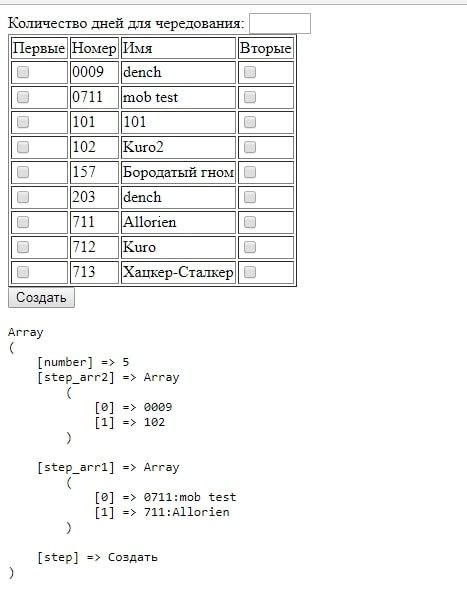 Количество дней для чередования:
Первые Номер Имя Вторые
0009 dench
0711 mob test
101 101
102 Kuro2
157 Бородатый гном
203 dench
711 Allorien
712 Kuro
713 Хацкер-Сталкер
Создать
Array
(
[number] => 5
[step_arr2] => Array
(
[0] => 0009
[1] => 102
)
[step_arr1] => Array
(
[0] => 0711:mob test
[1] => 711:Allorien
)
[step] => Создать
)